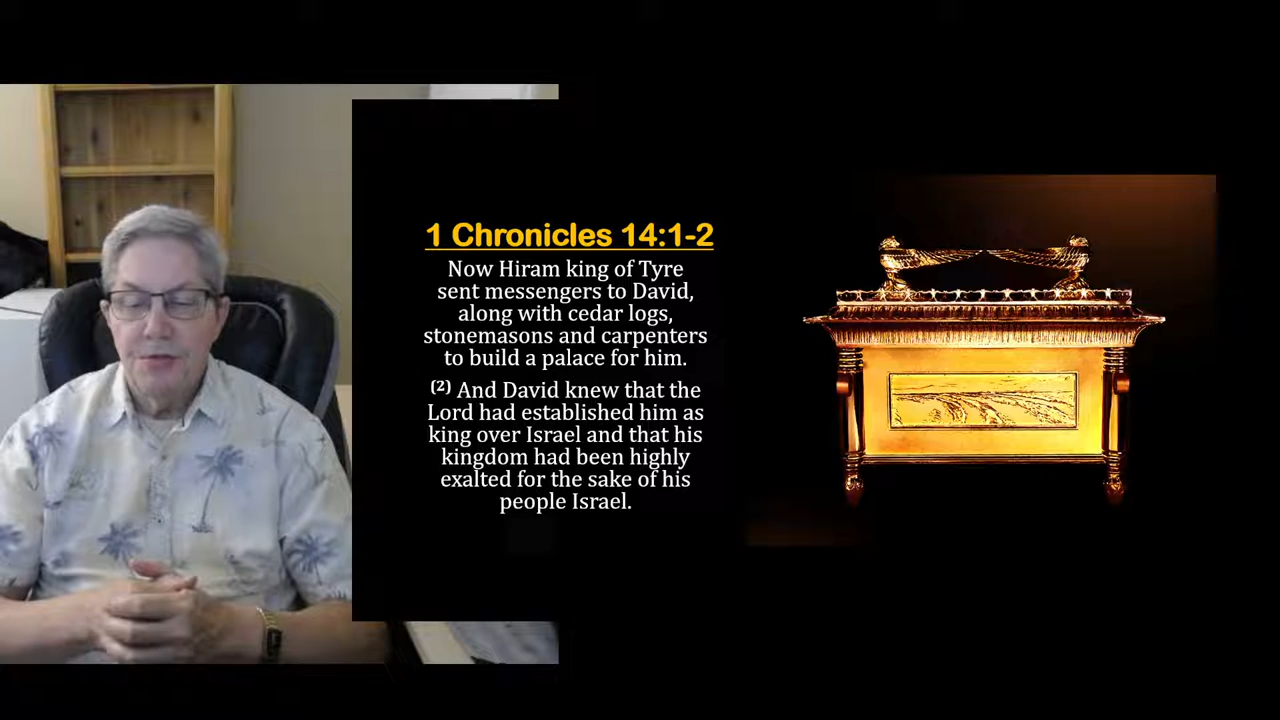 1 Chronicles 14:1-2
Now Hiram king of Tyre
sent messengers to David,
along with cedar logs,
stonemasons and carpenters
to build a palace for him.
(2) And David knew that the
Lord had established him as
king over Israel and that his
kingdom had been highly
exalted for the sake of his
people Israel.